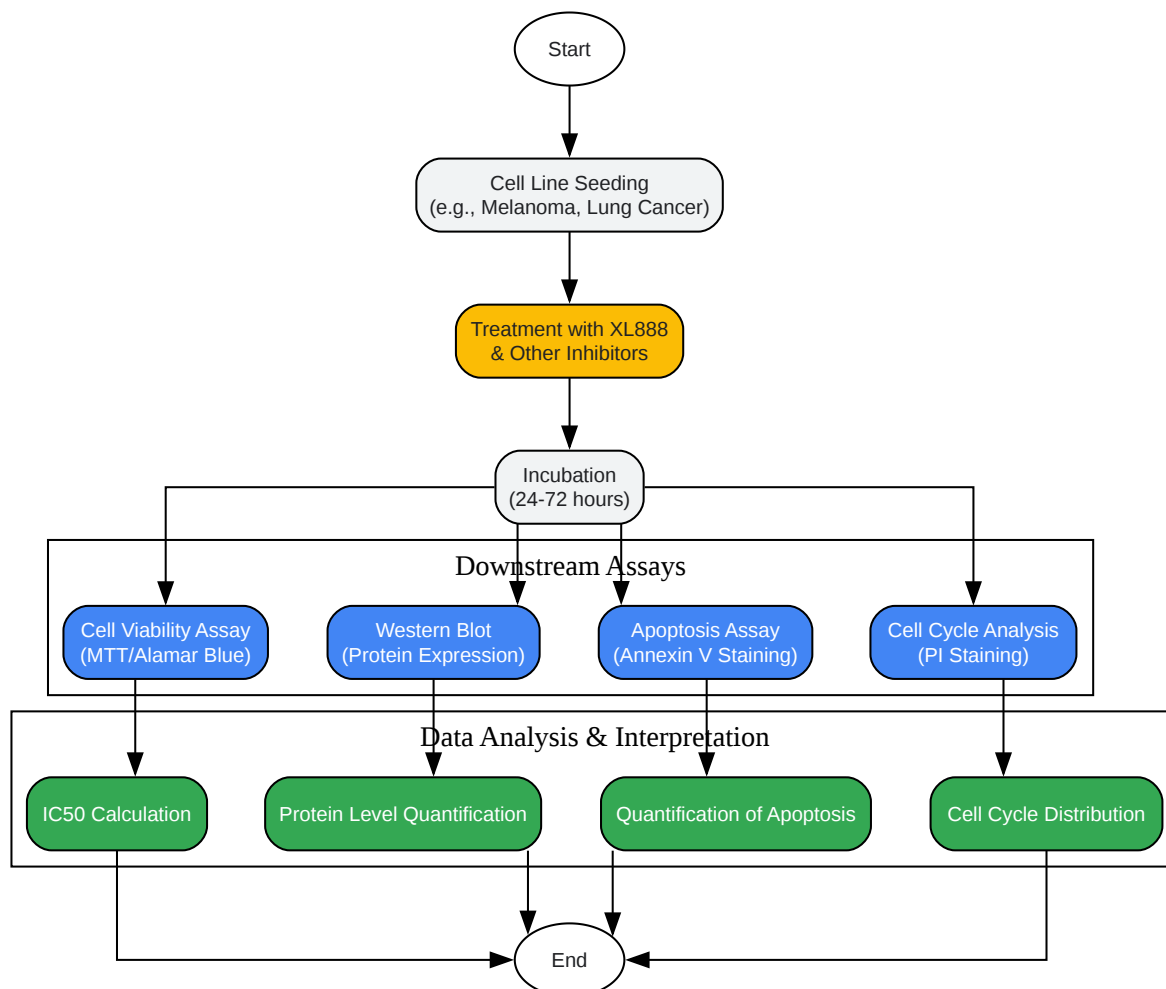 Start
Cell Line Seeding
(e.g., Melanoma, Lung Cancer)
Treatment with XL888
& Other Inhibitors
Incubation
(24-72 hours)
Downstream Assays
Cell Viability Assay
(MTT/Alamar Blue)
Western Blot
(Protein Expression)
Apoptosis Assay
(Annexin V Staining)
Cell Cycle Analysis
(PI Staining)
Data Analysis & Interpretation
IC50 Calculation
Protein Level Quantification
Quantification of Apoptosis
Cell Cycle Distribution
End